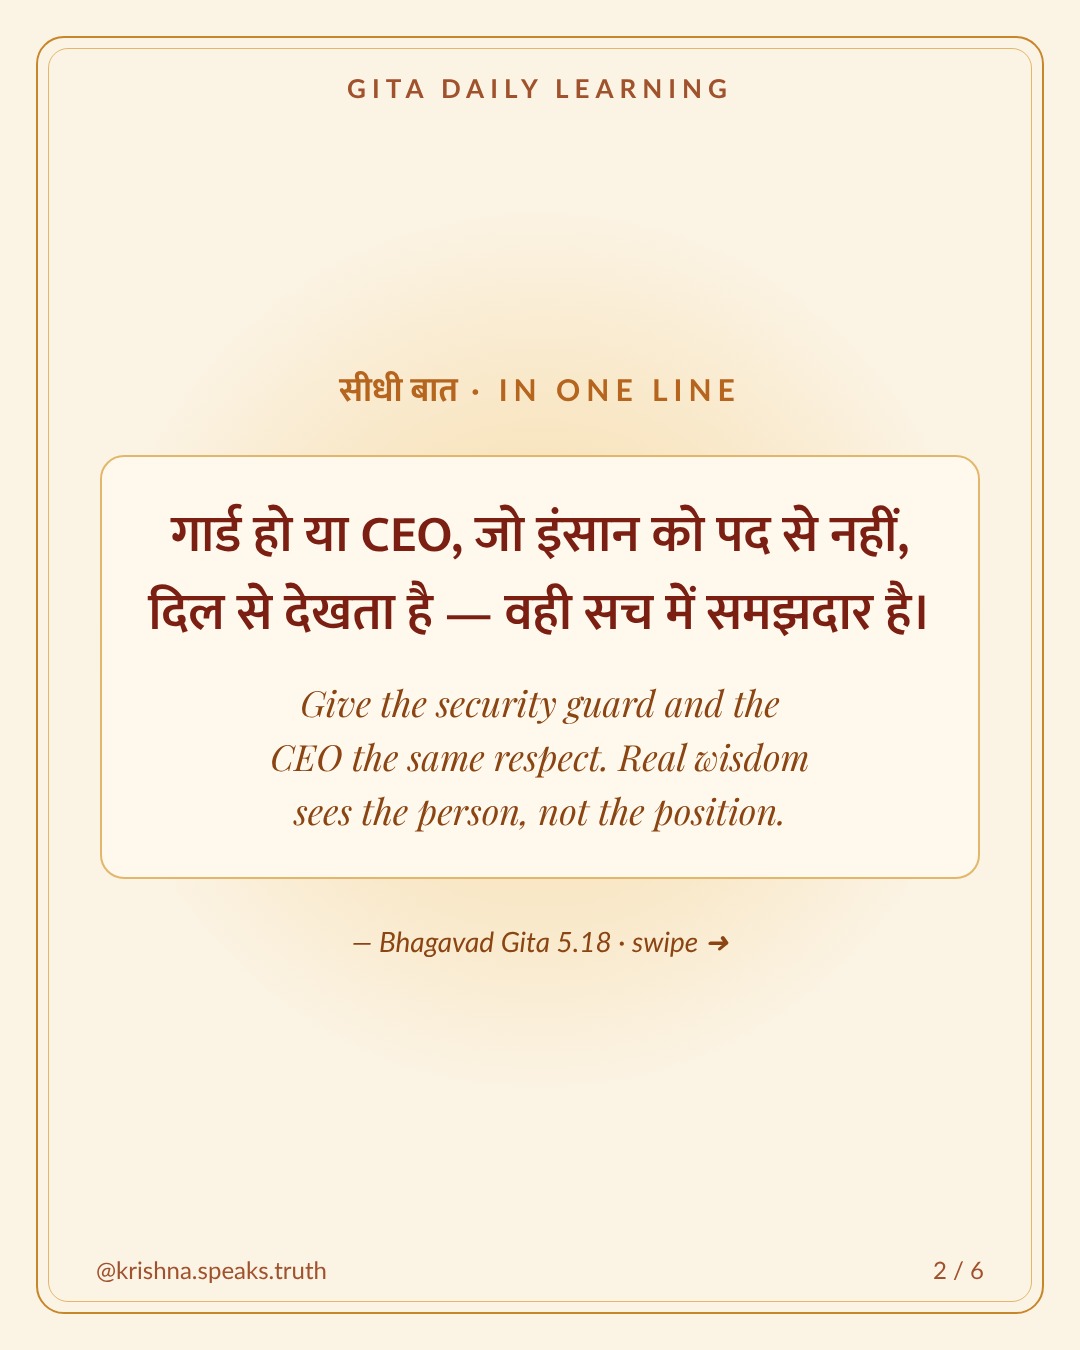 GITA DAILY LEARNING
सीधी बात · IN ONE LINE
गार्ड हो या CEO, जो इंसान को पद से नहीं,
दिल से देखता है — वही सच में समझदार है।
Give the security guard and the
CEO the same respect. Real wisdom
sees the person, not the position.
— Bhagavad Gita 5.18 · swipe ➜
@krishna.speaks.truth
2 / 6